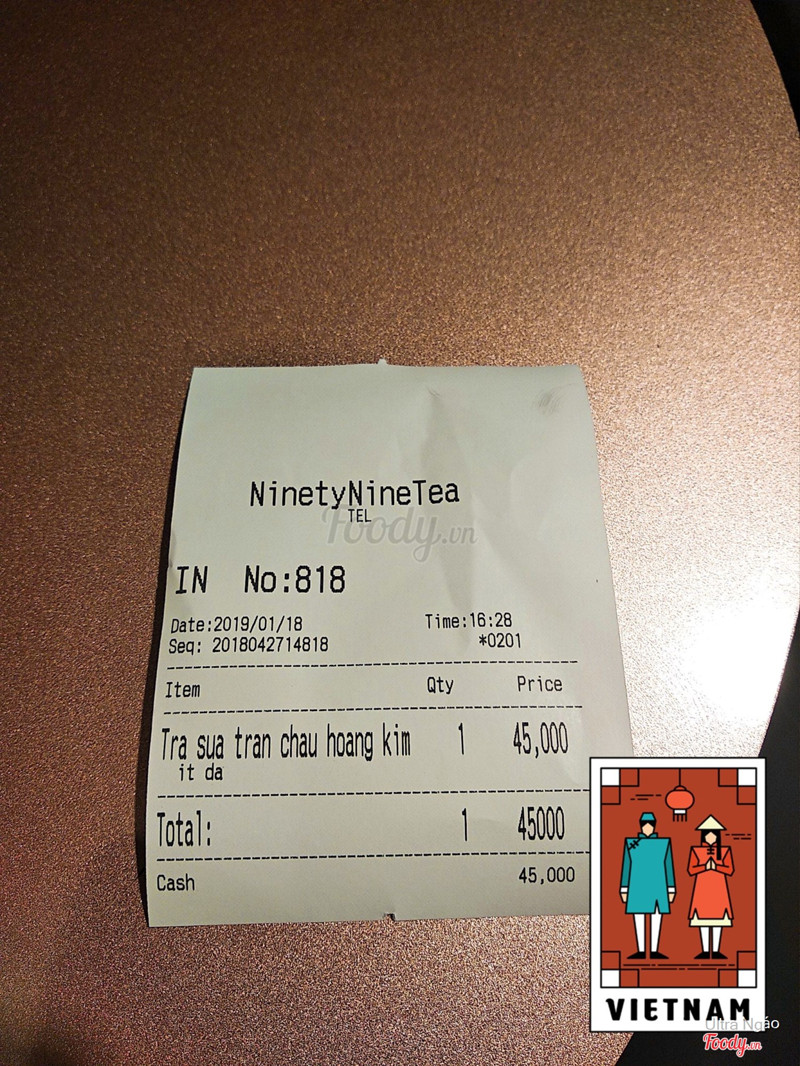 NinetyNineTea
TEL
Foody.vn
IN No:818
Date:2019/01/18 Time:16:28
Seq: 2018042714818 *0201
Item Qty Price
Tra sua tran chau hoang kim 1 45,000
it da
Total: 1 45000
Cash 45,000
VIETNAM
Ultra Ngáo
Foody.vn